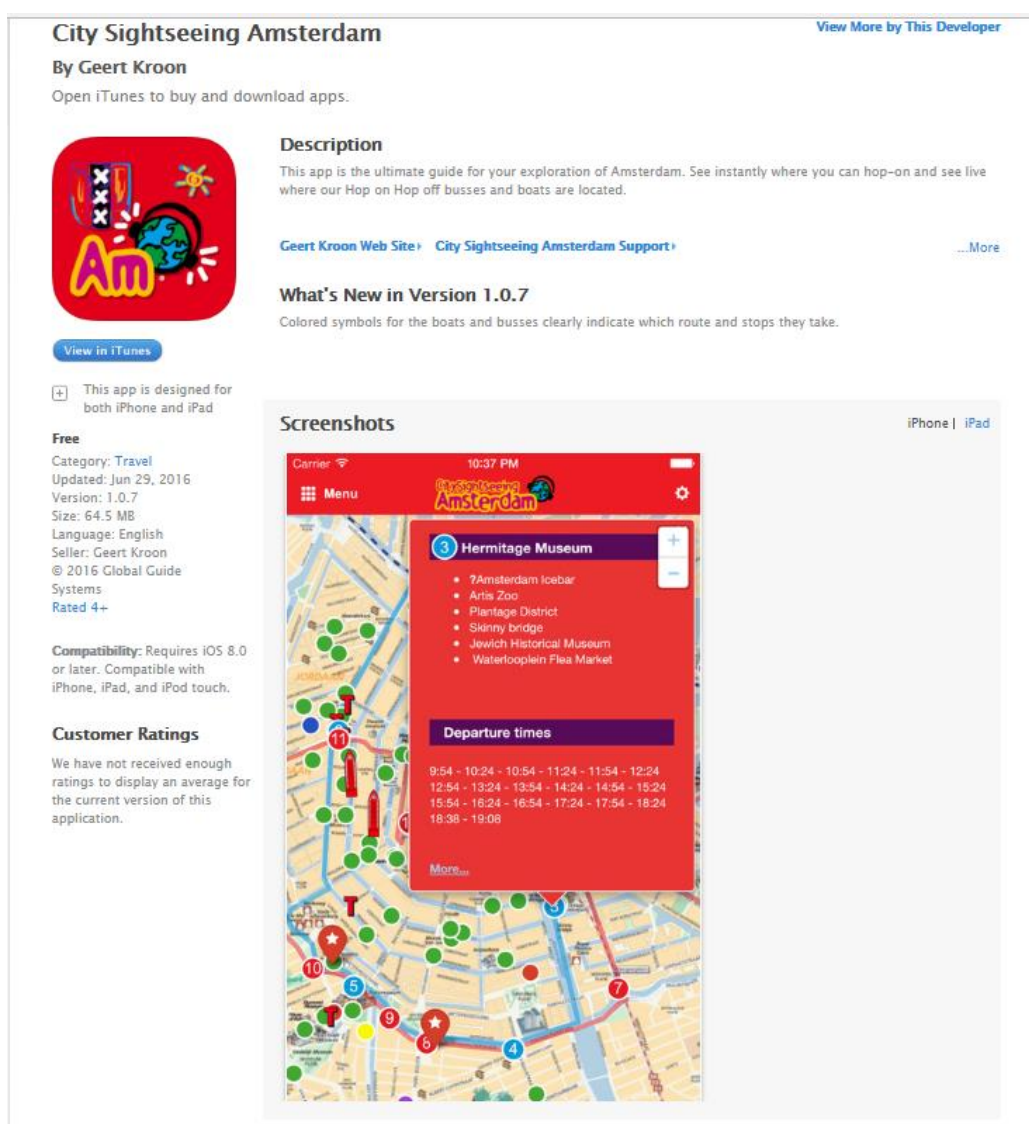 City Sightseeing Amsterdam
View More by This Developer
By Geert Kroon
Open iTunes to buy and download apps.
Am
Description
This app is the ultimate guide for your exploration of Amsterdam. See instantly where you can hop-on and see live
where our Hop on Hop off busses and boats are located.
Geert Kroon Web Site
City Sightseeing Amsterdam Support
...More
What's New in Version 1.0.7
Colored symbols for the boats and busses clearly indicate which route and stops they take.
View in iTunes
This app is designed for
both iPhone and iPad
Free
Category: Travel
Updated: Jun 29, 2016
Version: 1.0.7
Size: 64.5 MB
Language: English
Seller: Geert Kroon
© 2016 Global Guide
Systems
Rated 4+
Compatibility: Requires iOS 8.0
or later. Compatible with
iPhone, iPad, and iPod touch.
Customer Ratings
We have not received enough
ratings to display an average for
the current version of this
application.
Screenshots
iPhone | iPad
Carrier
10:37 PM
Menu
CitySightseeing
Amsterdam
3 Hermitage Museum
+
−
• ?Amsterdam Icebar
• Artis Zoo
• Plantage District
• Skinny bridge
• Jewich Historical Museum
• Waterlooplein Flea Market
Departure times
9:54 - 10:24 - 10:54 - 11:24 - 11:54 - 12:24
12:54 - 13:24 - 13:54 - 14:24 - 14:54 - 15:24
15:54 - 16:24 - 16:54 - 17:24 - 17:54 - 18:24
18:38 - 19:08
More...
JORDAAN
11
T
T
3
10
5
7
T
9
8
4